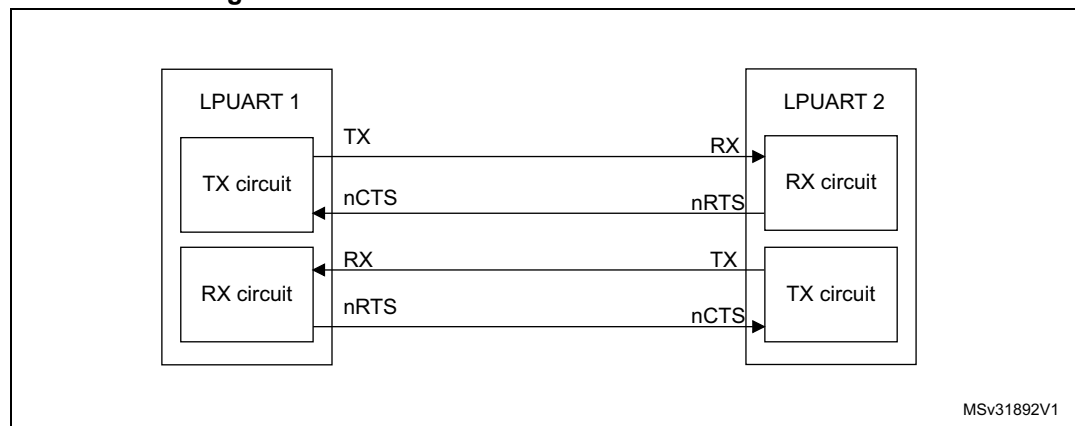 LPUART 1
LPUART 2
TX
RX
TX circuit
RX circuit
nCTS
nRTS
RX
TX
RX circuit
TX circuit
nRTS
nCTS
MSv31892V1